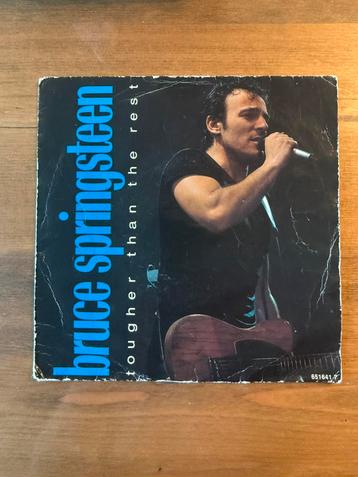 bruce springsteen
tougher than the rest
651641 7